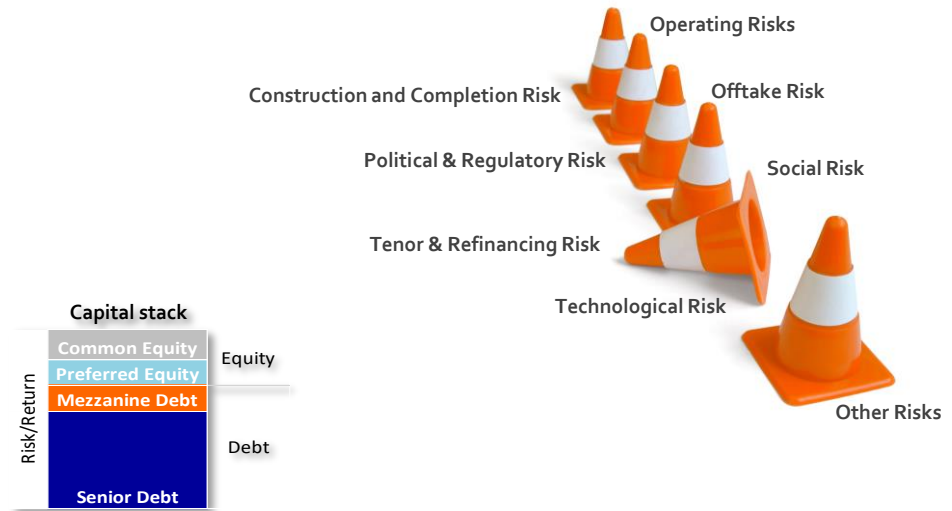 Operating Risks
Construction and Completion Risk
Offtake Risk
Political & Regulatory Risk
Social Risk
Tenor & Refinancing Risk
Technological Risk
Other Risks
Capital stack
Risk/Return
Common Equity
Preferred Equity
Equity
Mezzanine Debt
Debt
Senior Debt